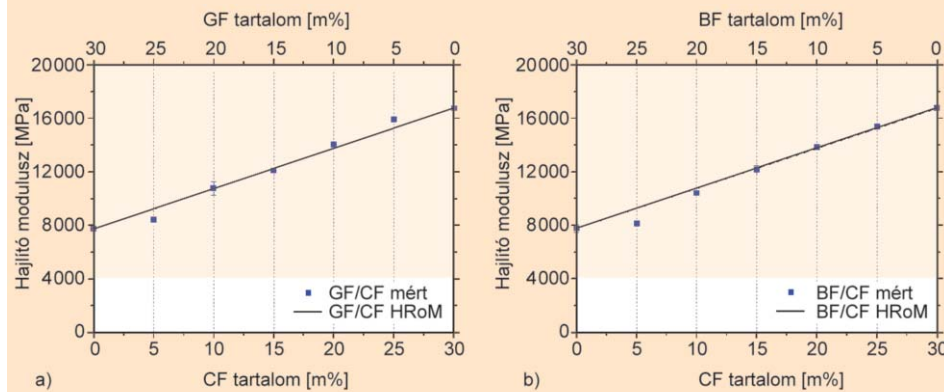 GF tartalom [m%]
30 25 20 15 10 5 0
Hajlító modulusz [MPa]
20000
16000
12000
8000
4000
0
GF/CF mért
GF/CF HRoM
0 5 10 15 20 25 30
a) CF tartalom [m%]
BF tartalom [m%]
30 25 20 15 10 5 0
Hajlító modulusz [MPa]
20000
16000
12000
8000
4000
0
BF/CF mért
BF/CF HRoM
0 5 10 15 20 25 30
b) CF tartalom [m%]